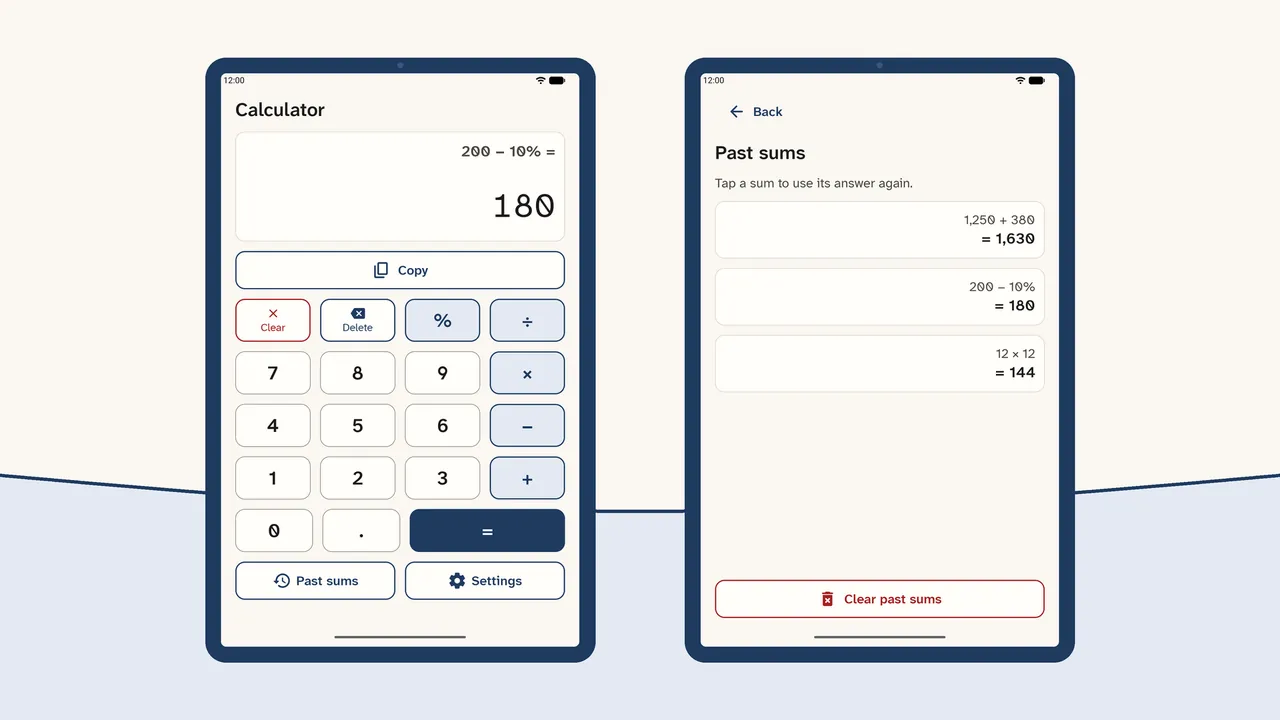 12:00
Calculator
200 − 10% =
180
Copy
Clear
Delete
%
÷
7
8
9
×
4
5
6
−
1
2
3
+
0
.
=
Past sums
Settings
12:00
Back
Past sums
Tap a sum to use its answer again.
1,250 + 380
= 1,630
200 − 10%
= 180
12 × 12
= 144
Clear past sums